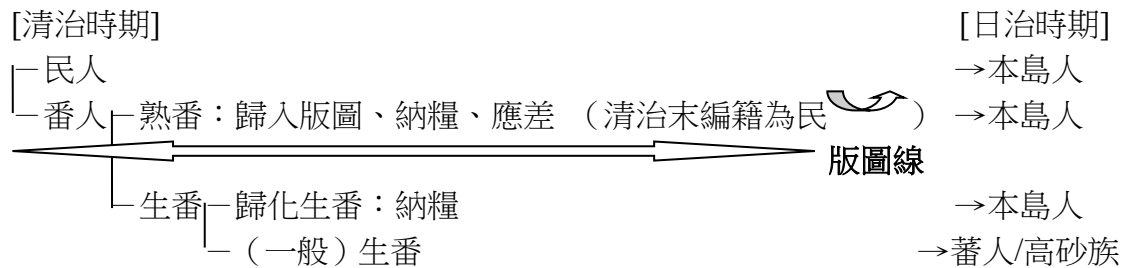 [清治時期] [日治時期]
－民人 →本島人
－番人－熟番：歸入版圖、納糧、應差 （清治末編籍為民 ） →本島人
版圖線
－生番－歸化生番：納糧 →本島人
－（一般）生番 →蕃人/高砂族